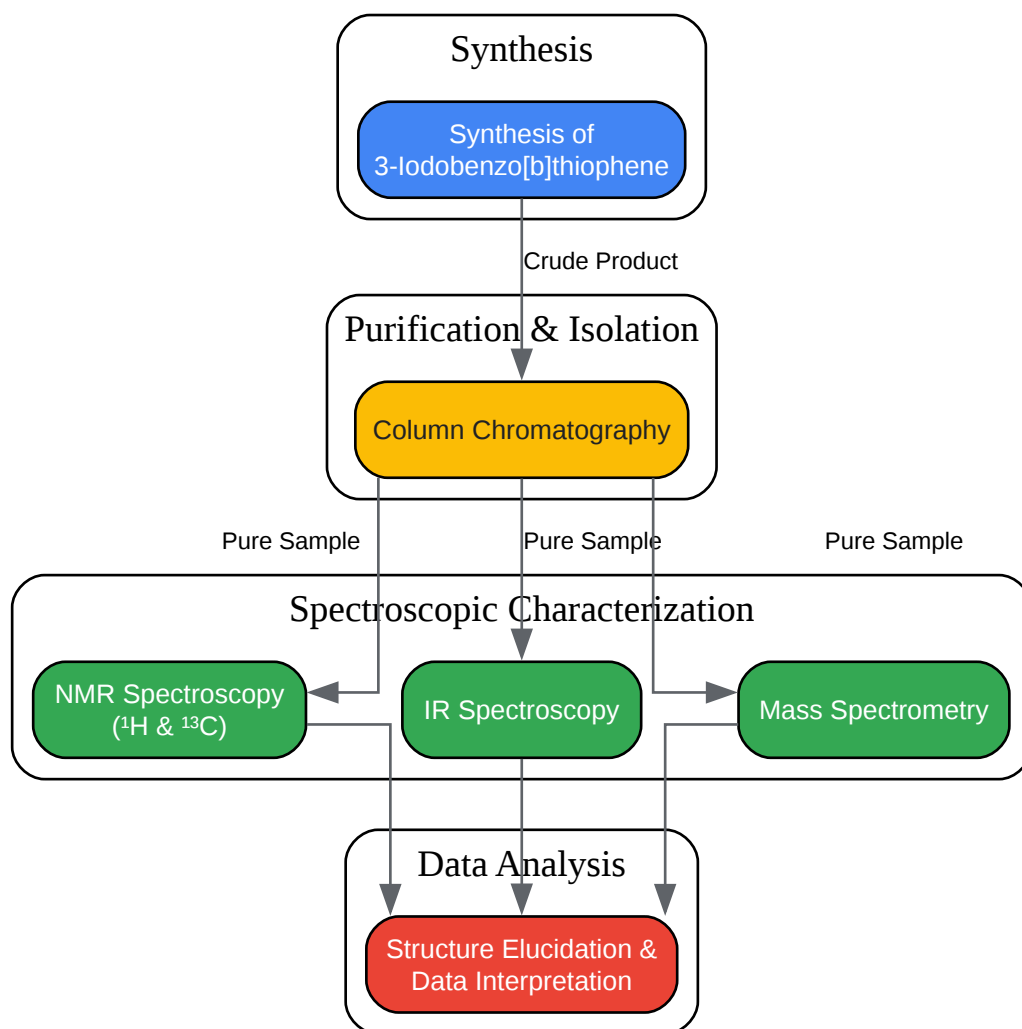 Synthesis
Synthesis of
3-Iodobenzo[b]thiophene
Crude Product
Purification & Isolation
Column Chromatography
Pure Sample
Pure Sample
Pure Sample
Spectroscopic Characterization
NMR Spectroscopy
(¹H & ¹³C)
IR Spectroscopy
Mass Spectrometry
Data Analysis
Structure Elucidation &
Data Interpretation